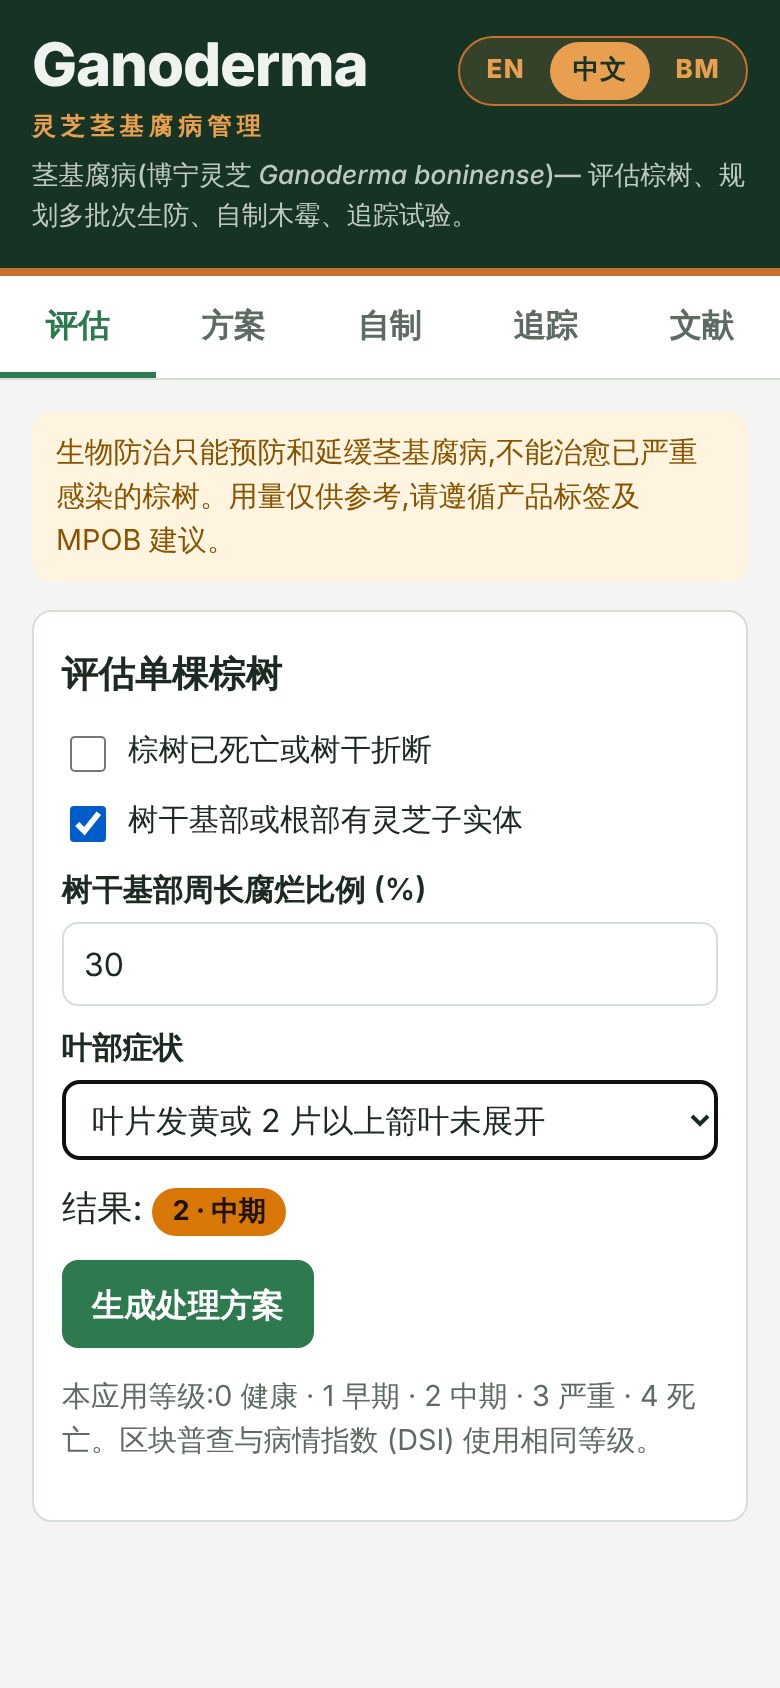 Ganoderma
EN 中文 BM
灵芝茎基腐病管理
茎基腐病(博宁灵芝 Ganoderma boninense)— 评估棕树、规
划多批次生防、自制木霉、追踪试验。
评估 方案 自制 追踪 文献
生物防治只能预防和延缓茎基腐病,不能治愈已严重
感染的棕树。用量仅供参考,请遵循产品标签及
MPOB 建议。
评估单棵棕树
棕树已死亡或树干折断
树干基部或根部有灵芝子实体
树干基部周长腐烂比例 (%)
30
叶部症状
叶片发黄或 2 片以上箭叶未展开
结果: 2 · 中期
生成处理方案
本应用等级:0 健康 · 1 早期 · 2 中期 · 3 严重 · 4 死
亡。区块普查与病情指数 (DSI) 使用相同等级。